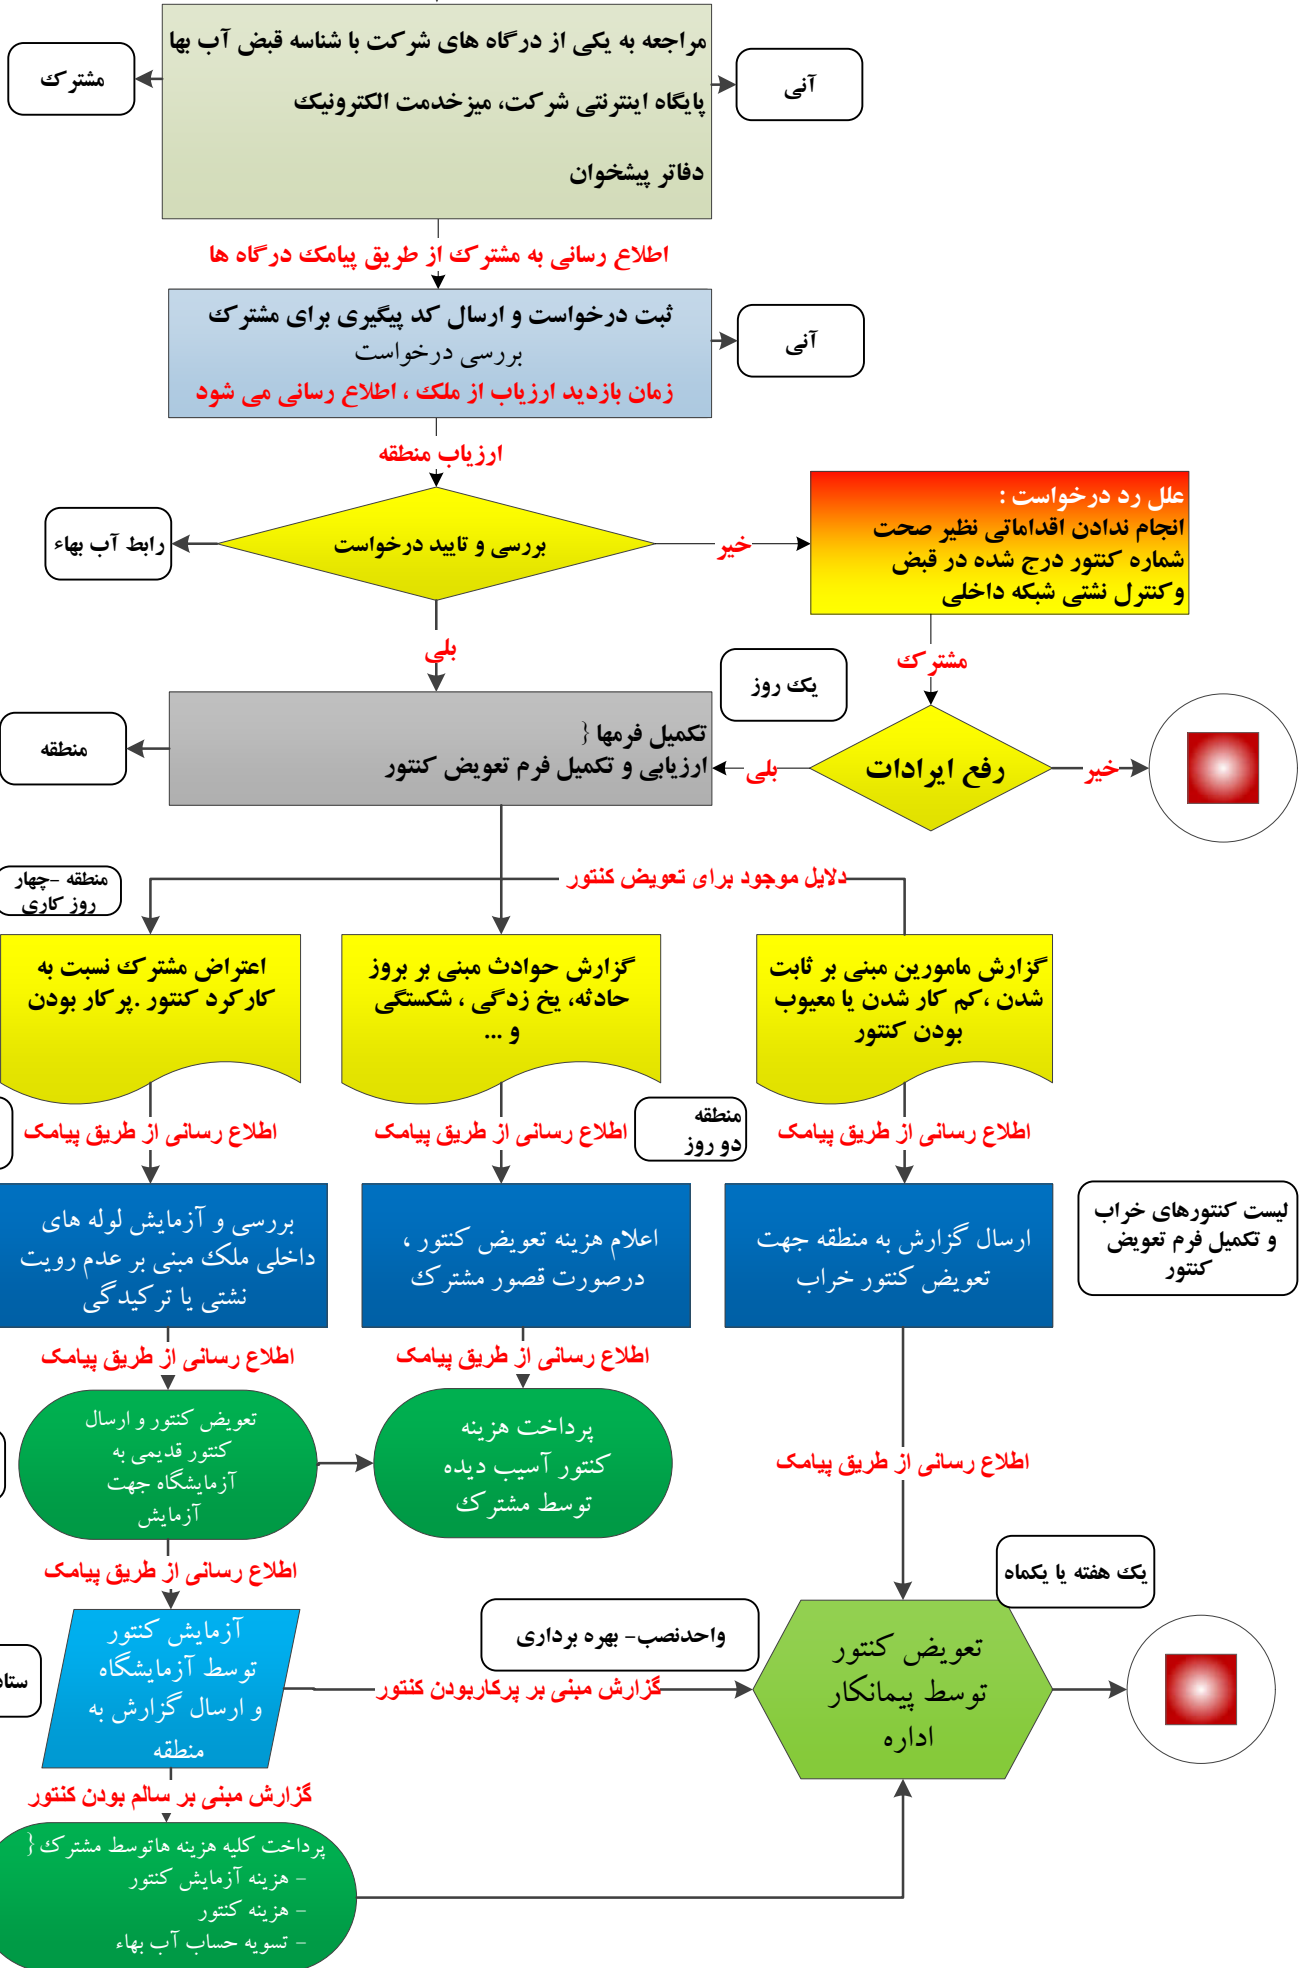 مراجعه به یکی از درگاه های شرکت با شناسه قبض آب بها
پایگاه اینترنتی شرکت، میزخدمت الکترونیک
دفاتر پیشخوان
مشترک
آنی
اطلاع رسانی به مشترک از طریق پیامک درگاه ها
ثبت درخواست و ارسال کد پیگیری برای مشترک
بررسی درخواست
زمان بازدید ارزیاب از ملک ، اطلاع رسانی می شود
آنی
ارزیاب منطقه
بررسی و تایید درخواست
رابط آب بهاء
خیر
علل رد درخواست :
انجام ندادن اقداماتی نظیر صحت
شماره کنتور درج شده در قبض
وکنترل نشتی شبکه داخلی
بلی
مشترک
یک روز
رفع ایرادات
خیر
بلی
تکمیل فرمها {
ارزیابی و تکمیل فرم تعویض کنتور
منطقه
دلایل موجود برای تعویض کنتور
منطقه -چهار
روز کاری
گزارش مامورین مبنی بر ثابت
شدن ،کم کار شدن یا معیوب
بودن کنتور
گزارش حوادث مبنی بر بروز
حادثه، یخ زدگی ، شکستگی
و ...
اعتراض مشترک نسبت به
کارکرد کنتور .پرکار بودن
اطلاع رسانی از طریق پیامک
منطقه
دو روز
اطلاع رسانی از طریق پیامک
اطلاع رسانی از طریق پیامک
لیست کنتورهای خراب
و تکمیل فرم تعویض
کنتور
ارسال گزارش به منطقه جهت
تعویض کنتور خراب
اعلام هزینه تعویض کنتور ،
درصورت قصور مشترک
بررسی و آزمایش لوله های
داخلی ملک مبنی بر عدم رویت
نشتی یا ترکیدگی
اطلاع رسانی از طریق پیامک
اطلاع رسانی از طریق پیامک
پرداخت هزینه
کنتور آسیب دیده
توسط مشترک
تعویض کنتور و ارسال
کنتور قدیمی به
آزمایشگاه جهت
آزمایش
اطلاع رسانی از طریق پیامک
اطلاع رسانی از طریق پیامک
یک هفته یا یکماه
واحدنصب- بهره برداری
تعویض کنتور
توسط پیمانکار
اداره
گزارش مبنی بر پرکاربودن کنتور
آزمایش کنتور
توسط آزمایشگاه
و ارسال گزارش به
منطقه
گزارش مبنی بر سالم بودن کنتور
پرداخت کلیه هزینه هاتوسط مشترک {
- هزینه آزمایش کنتور
- هزینه کنتور
- تسویه حساب آب بهاء